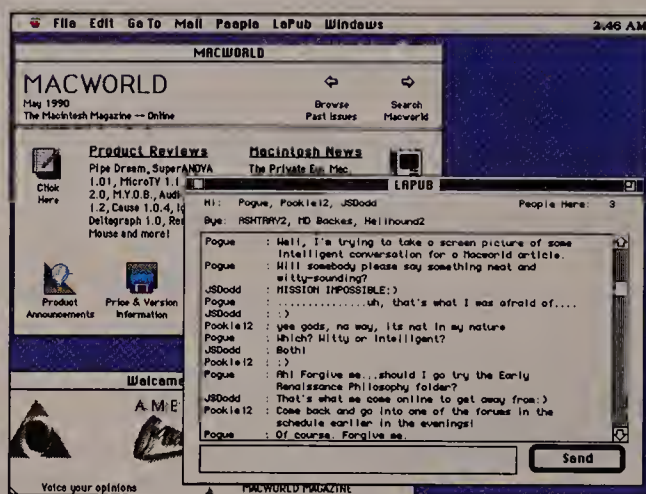 File Edit Go To Mail People LaPub Windows 2:46 AM
MACWORLD
MACWORLD
May 1990
The Macintosh Magazine -- Online
Browse
Past Issues
Search
Macworld
Click
Here
Product Reviews
Pipe Dream, SuperANOVA
1.01, MicroTV 1.1
2.0, M.Y.O.B., Audi
1.2, Cause 1.0.4, Ic
Deltagraph 1.0, Re
Mouse and more!
Macintosh News
The Private Eye Mac,
Product
Announcements
Price & Version
Information
LAPUB
Hi: Pogue, Pookie12, JSDodd People Here: 3
Bye: ASHTRAY2, MD Backes, Hellhound2
Pogue : Well, I'm trying to take a screen picture of some
intelligent conversation for a Macworld article.
Pogue : Will somebody please say something neat and
witty-sounding?
JSDodd : MISSION IMPOSSIBLE:)
Pogue : ...............uh, that's what I was afraid of....
JSDodd : :)
Pookie12 : yee gods, no way, its not in my nature
Pogue : Which? Witty or Intelligent?
JSDodd : Both!
Pookie12 : :)
Pogue : Ah! Forgive me...should I go try the Early
Renaissance Philosophy folder?
JSDodd : That's what we come online to get away from:)
Pookie12 : Come back and go into one of the forums in the
schedule earlier in the evenings!
Pogue : Of course. Forgive me.
Send
Welcome
AME
Voice your opinions
MACWORLD MAGAZINE